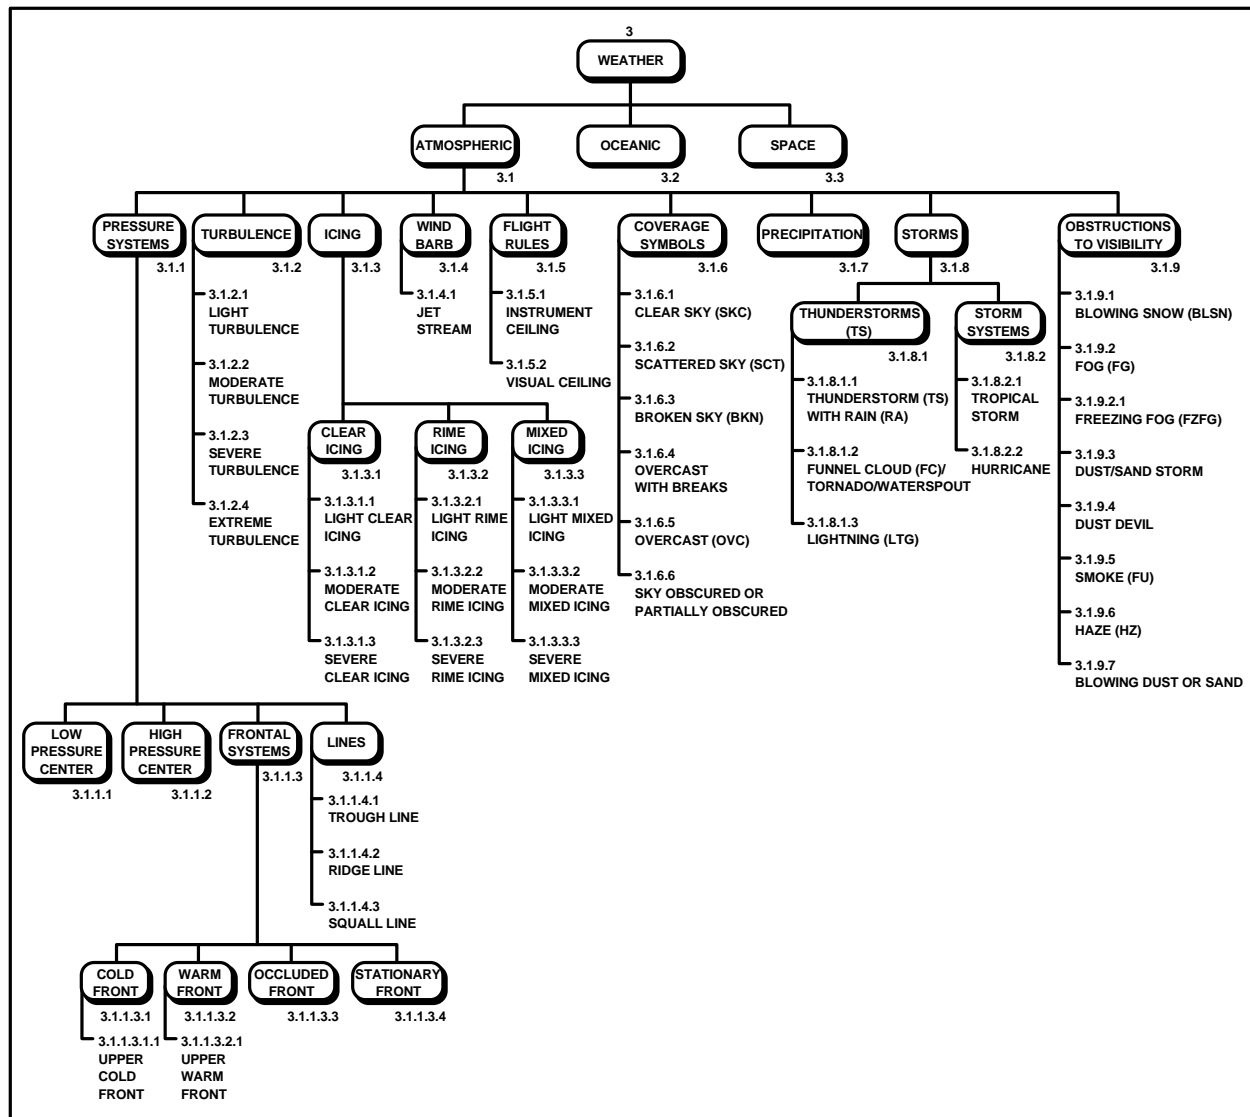 3
WEATHER
ATMOSPHERIC
3.1
OCEANIC
3.2
SPACE
3.3
PRESSURE
SYSTEMS
3.1.1
TURBULENCE
3.1.2
3.1.2.1
LIGHT
TURBULENCE
3.1.2.2
MODERATE
TURBULENCE
3.1.2.3
SEVERE
TURBULENCE
3.1.2.4
EXTREME
TURBULENCE
ICING
3.1.3
CLEAR
ICING
3.1.3.1
3.1.3.1.1
LIGHT CLEAR
ICING
3.1.3.1.2
MODERATE
CLEAR ICING
3.1.3.1.3
SEVERE
CLEAR ICING
RIME
ICING
3.1.3.2
3.1.3.2.1
LIGHT RIME
ICING
3.1.3.2.2
MODERATE
RIME ICING
3.1.3.2.3
SEVERE
RIME ICING
MIXED
ICING
3.1.3.3
3.1.3.3.1
LIGHT MIXED
ICING
3.1.3.3.2
MODERATE
MIXED ICING
3.1.3.3.3
SEVERE
MIXED ICING
WIND
BARB
3.1.4
3.1.4.1
JET
STREAM
FLIGHT
RULES
3.1.5
3.1.5.1
INSTRUMENT
CEILING
3.1.5.2
VISUAL CEILING
COVERAGE
SYMBOLS
3.1.6
3.1.6.1
CLEAR SKY (SKC)
3.1.6.2
SCATTERED SKY (SCT)
3.1.6.3
BROKEN SKY (BKN)
3.1.6.4
OVERCAST
WITH BREAKS
3.1.6.5
OVERCAST (OVC)
3.1.6.6
SKY OBSCURED OR
PARTIALLY OBSCURED
PRECIPITATION
3.1.7
STORMS
3.1.8
THUNDERSTORMS
(TS)
3.1.8.1
3.1.8.1.1
THUNDERSTORM (TS)
WITH RAIN (RA)
3.1.8.1.2
FUNNEL CLOUD (FC)/
TORNADO/WATERSPOUT
3.1.8.1.3
LIGHTNING (LTG)
STORM
SYSTEMS
3.1.8.2
3.1.8.2.1
TROPICAL
STORM
3.1.8.2.2
HURRICANE
OBSTRUCTIONS
TO VISIBILITY
3.1.9
3.1.9.1
BLOWING SNOW (BLSN)
3.1.9.2
FOG (FG)
3.1.9.2.1
FREEZING FOG (FZFG)
3.1.9.3
DUST/SAND STORM
3.1.9.4
DUST DEVIL
3.1.9.5
SMOKE (FU)
3.1.9.6
HAZE (HZ)
3.1.9.7
BLOWING DUST OR SAND
LOW
PRESSURE
CENTER
3.1.1.1
HIGH
PRESSURE
CENTER
3.1.1.2
FRONTAL
SYSTEMS
3.1.1.3
LINES
3.1.1.4
3.1.1.4.1
TROUGH LINE
3.1.1.4.2
RIDGE LINE
3.1.1.4.3
SQUALL LINE
COLD
FRONT
3.1.1.3.1
3.1.1.3.1.1
UPPER
COLD
FRONT
WARM
FRONT
3.1.1.3.2
3.1.1.3.2.1
UPPER
WARM
FRONT
OCCLUDED
FRONT
3.1.1.3.3
STATIONARY
FRONT
3.1.1.3.4